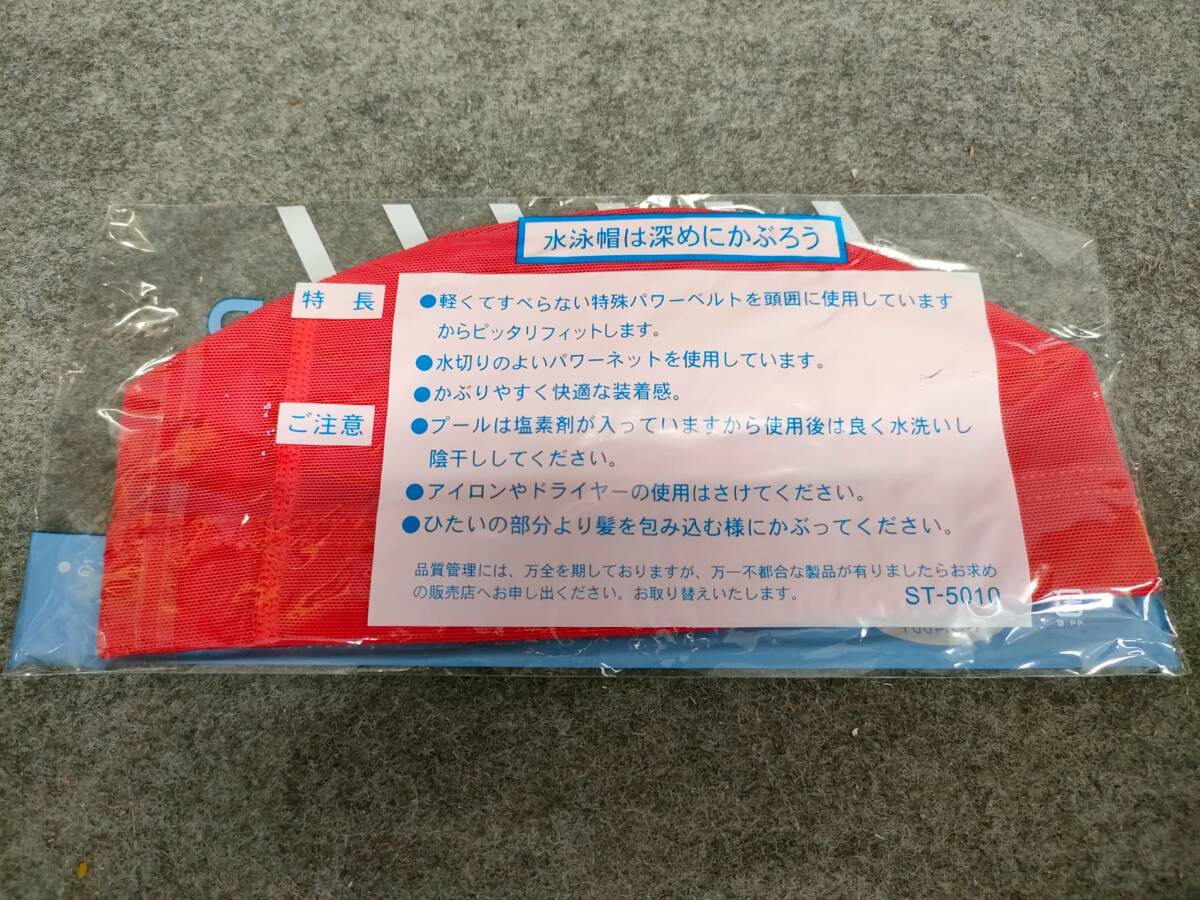 水泳帽は深めにかぶろう
特長
●軽くてすべらない特殊パワーベルトを頭囲に使用しています
からピッタリフィットします。
●水切りのよいパワーネットを使用しています。
●かぶりやすく快適な装着感。
ご注意
●プールは塩素剤が入っていますから使用後は良く水洗いし
陰干ししてください。
●アイロンやドライヤーの使用はさけてください。
●ひたいの部分より髪を包み込む様にかぶってください。
品質管理には、万全を期しておりますが、万一不都合な製品が有りましたらお求め
の販売店へお申し出ください。お取り替えいたします。
ST-5010